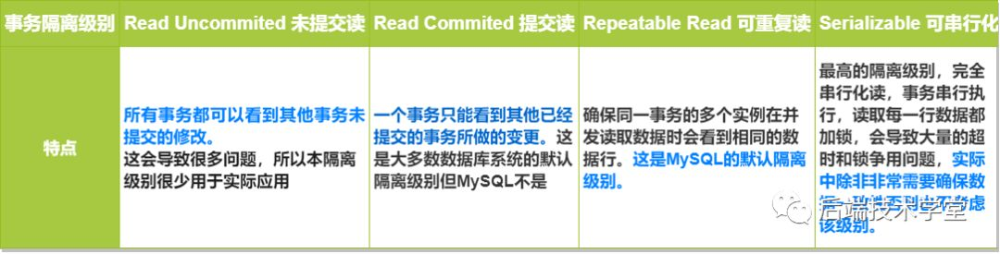 事务隔离级别
Read Uncommited 未提交读
Read Commited 提交读
Repeatable Read 可重复读
Serializable 可串行化
特点
所有事务都可以看到其他事务未
提交的修改。
这会导致很多问题，所以本隔离
级别很少用于实际应用
一个事务只能看到其他已经
提交的事务所做的变更。这
是大多数数据库系统的默认
隔离级别但MySQL不是
确保同一事务的多个实例在并
发读取数据时会看到相同的数
据行。这是MySQL的默认隔离
级别。
最高的隔离级别，完全
串行化读，事务串行执
行，读取每一行数据都
加锁，会导致大量的超
时和锁争用问题，实际
中除非非常需要确保数
该级别。
后端技术学堂